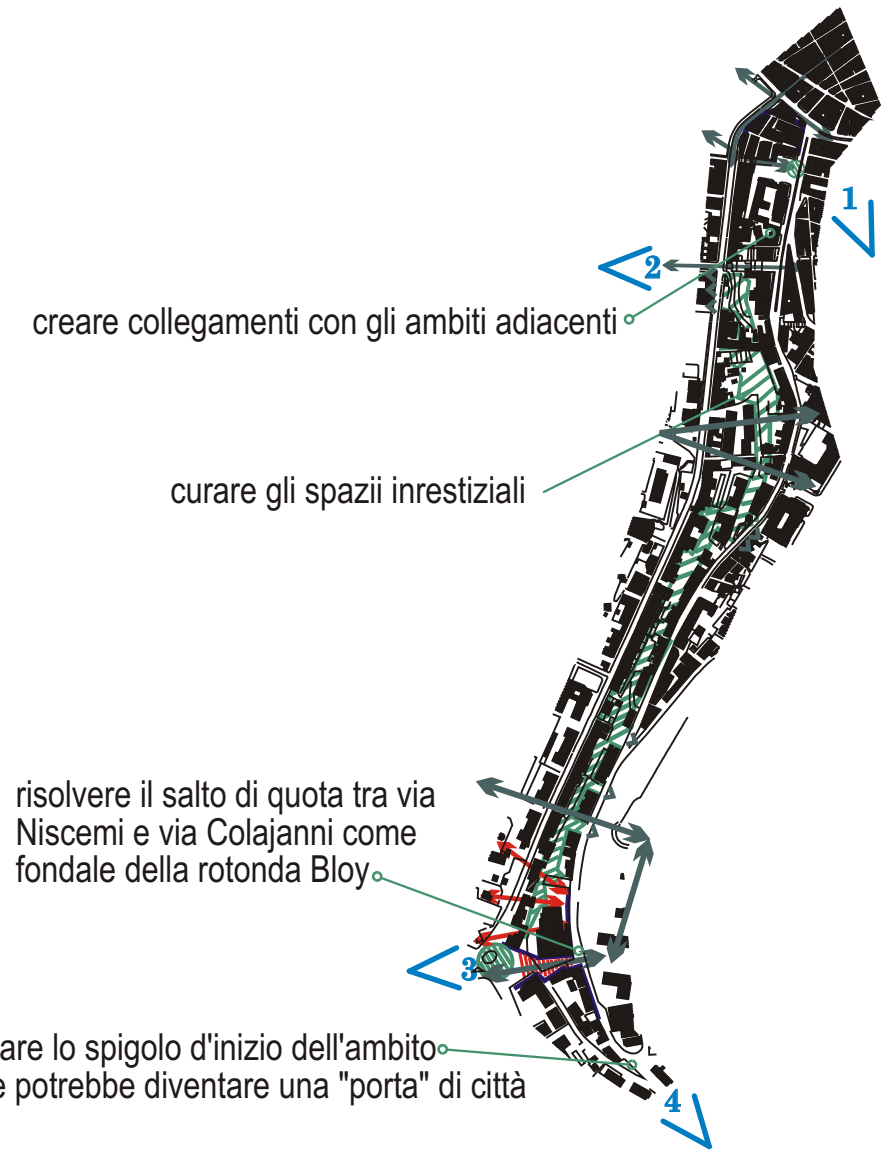 1
2
creare collegamenti con gli ambiti adiacenti
curare gli spazii inrestiziali
risolvere il salto di quota tra via
Niscemi e via Colajanni come
fondale della rotonda Bloy
3
are lo spigolo d'inizio dell'ambito
e potrebbe diventare una "porta" di città
4